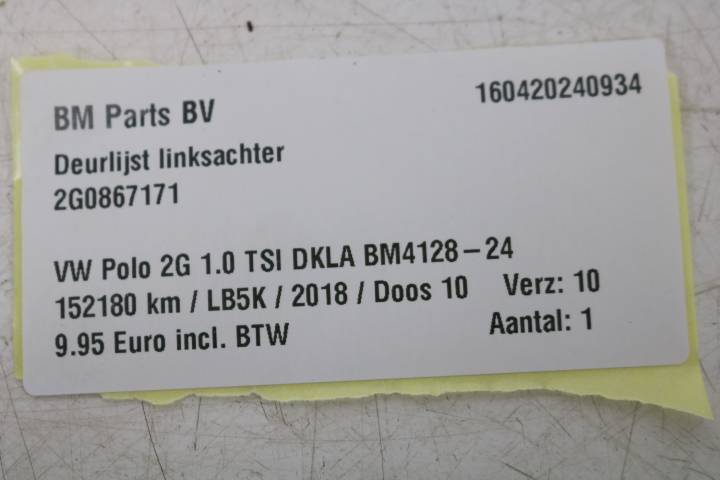 BM Parts BV 160420240934
Deurlijst linksachter
2G0867171
VW Polo 2G 1.0 TSI DKLA BM4128-24
152180 km / LB5K / 2018 / Doos 10 Verz: 10
9.95 Euro incl. BTW Aantal: 1